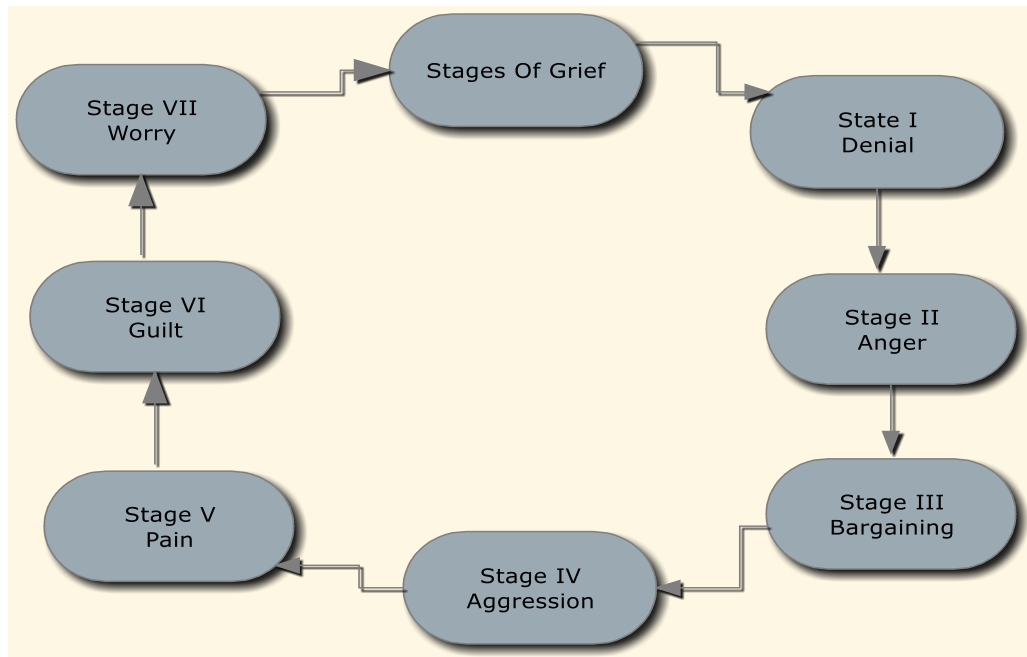 Stages Of Grief
State I
Denial
Stage II
Anger
Stage III
Bargaining
Stage IV
Aggression
Stage V
Pain
Stage VI
Guilt
Stage VII
Worry